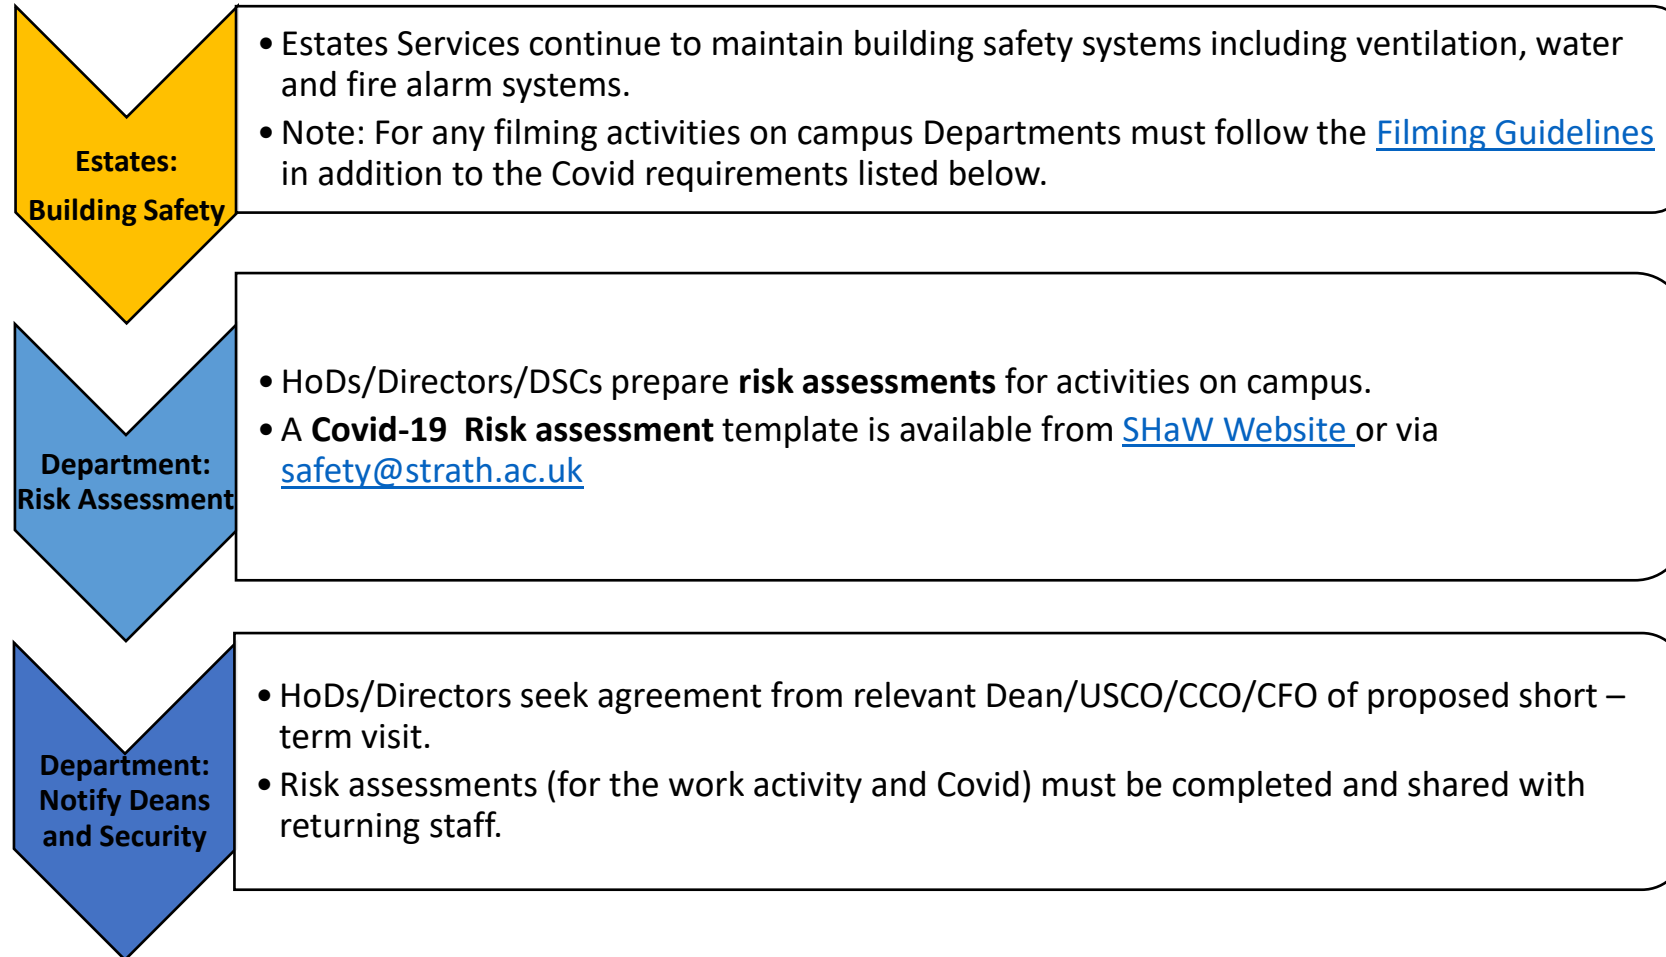 Estates:
Building Safety
• Estates Services continue to maintain building safety systems including ventilation, water
and fire alarm systems.
• Note: For any filming activities on campus Departments must follow the Filming Guidelines
in addition to the Covid requirements listed below.
Department:
Risk Assessment
• HoDs/Directors/DSCs prepare risk assessments for activities on campus.
• A Covid-19  Risk assessment template is available from SHaW Website or via
safety@strath.ac.uk
Department:
Notify Deans
and Security
• HoDs/Directors seek agreement from relevant Dean/USCO/CCO/CFO of proposed short –
term visit.
• Risk assessments (for the work activity and Covid) must be completed and shared with
returning staff.